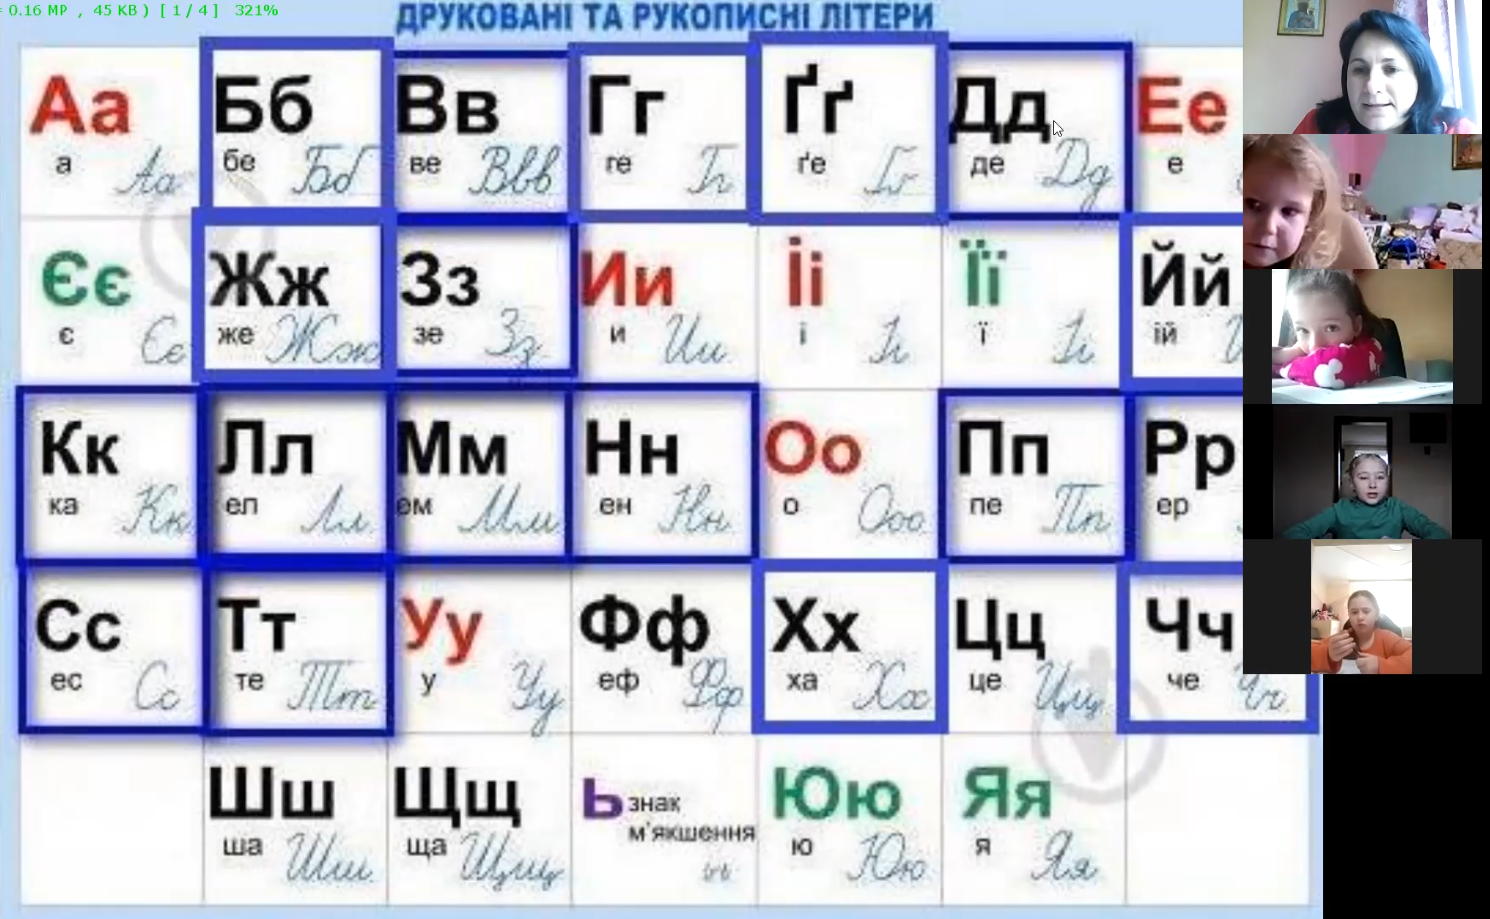 0.16 MP , 45 KB ) [ 1 / 4 ] 321%
ДРУКОВАНІ ТА РУКОПИСНІ ЛІТЕРИ
Аа Бб Вв Гг Ґґ Дд Ее
а Аа бе Бб ве Ввв ге Гг ґе Ґґ де Дд е
Єє Жж Зз Ии Іі Її Йй
є Єє же Жж зе Зз и Ии і Іі ї Її ій
Кк Лл Мм Нн Оо Пп Рр
ка Кк ел Лл ем Мм ен Нн о Ооо пе Пп ер
Сс Тт Уу Фф Хх Цц Чч
ес Сс те Тт у Уу еф Фф ха Хх це Цц че Чч
Шш Щщ Ь знак Юю Яя
м'якшення
ша Шш ща Щщ ьь ю Юю я Яя